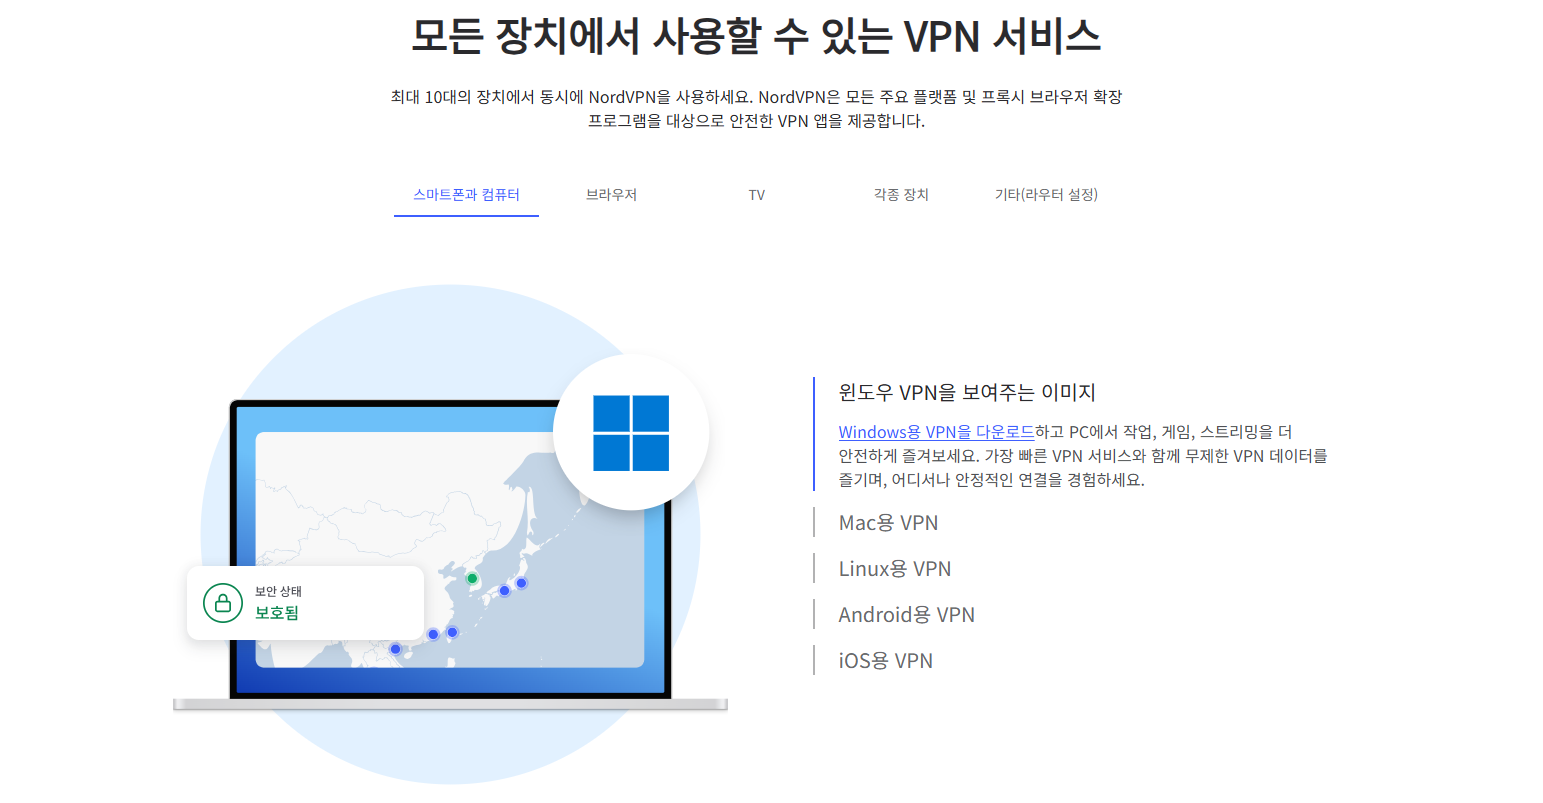 모든 장치에서 사용할 수 있는 VPN 서비스
최대 10대의 장치에서 동시에 NordVPN을 사용하세요. NordVPN은 모든 주요 플랫폼 및 프록시 브라우저 확장
프로그램을 대상으로 안전한 VPN 앱을 제공합니다.
스마트폰과 컴퓨터
브라우저
TV
각종 장치
기타(라우터 설정)
보안 상태
보호됨
윈도우 VPN을 보여주는 이미지
Windows용 VPN을 다운로드하고 PC에서 작업, 게임, 스트리밍을 더
안전하게 즐겨보세요. 가장 빠른 VPN 서비스와 함께 무제한 VPN 데이터를
즐기며, 어디서나 안정적인 연결을 경험하세요.
Mac용 VPN
Linux용 VPN
Android용 VPN
iOS용 VPN